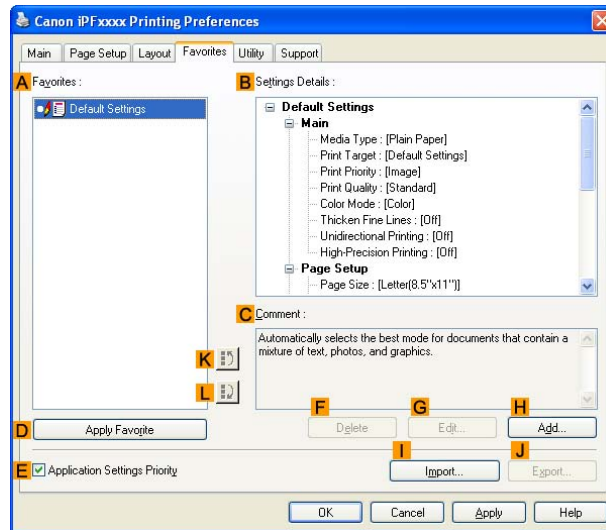 Canon iPFxxxx Printing Preferences
Main Page Setup Layout Favorites Utility Support
A Favorites :
Default Settings
B Settings Details :
Default Settings
Main
Media Type : [Plain Paper]
Print Target : [Default Settings]
Print Priority : [Image]
Print Quality : [Standard]
Color Mode : [Color]
Thicken Fine Lines : [Off]
Unidirectional Printing : [Off]
High-Precision Printing : [Off]
Page Setup
Page Size : [Letter(8.5"x11")]
C Comment :
Automatically selects the best mode for documents that contain a
mixture of text, photos, and graphics.
K
L
F G H
D Apply Favorite Delete Edit... Add...
I J
E Application Settings Priority Import... Export...
OK Cancel Apply Help